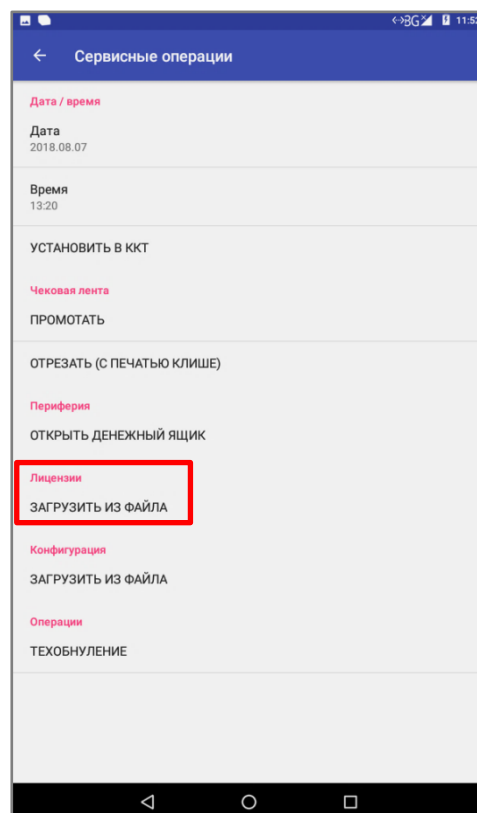 3G 11:53
Сервисные операции
Дата / время
Дата
2018.08.07
Время
13:20
УСТАНОВИТЬ В ККТ
Чековая лента
ПРОМОТАТЬ
ОТРЕЗАТЬ (С ПЕЧАТЬЮ КЛИШЕ)
Периферия
ОТКРЫТЬ ДЕНЕЖНЫЙ ЯЩИК
Лицензии
ЗАГРУЗИТЬ ИЗ ФАЙЛА
Конфигурация
ЗАГРУЗИТЬ ИЗ ФАЙЛА
Операции
ТЕХОБНУЛЕНИЕ